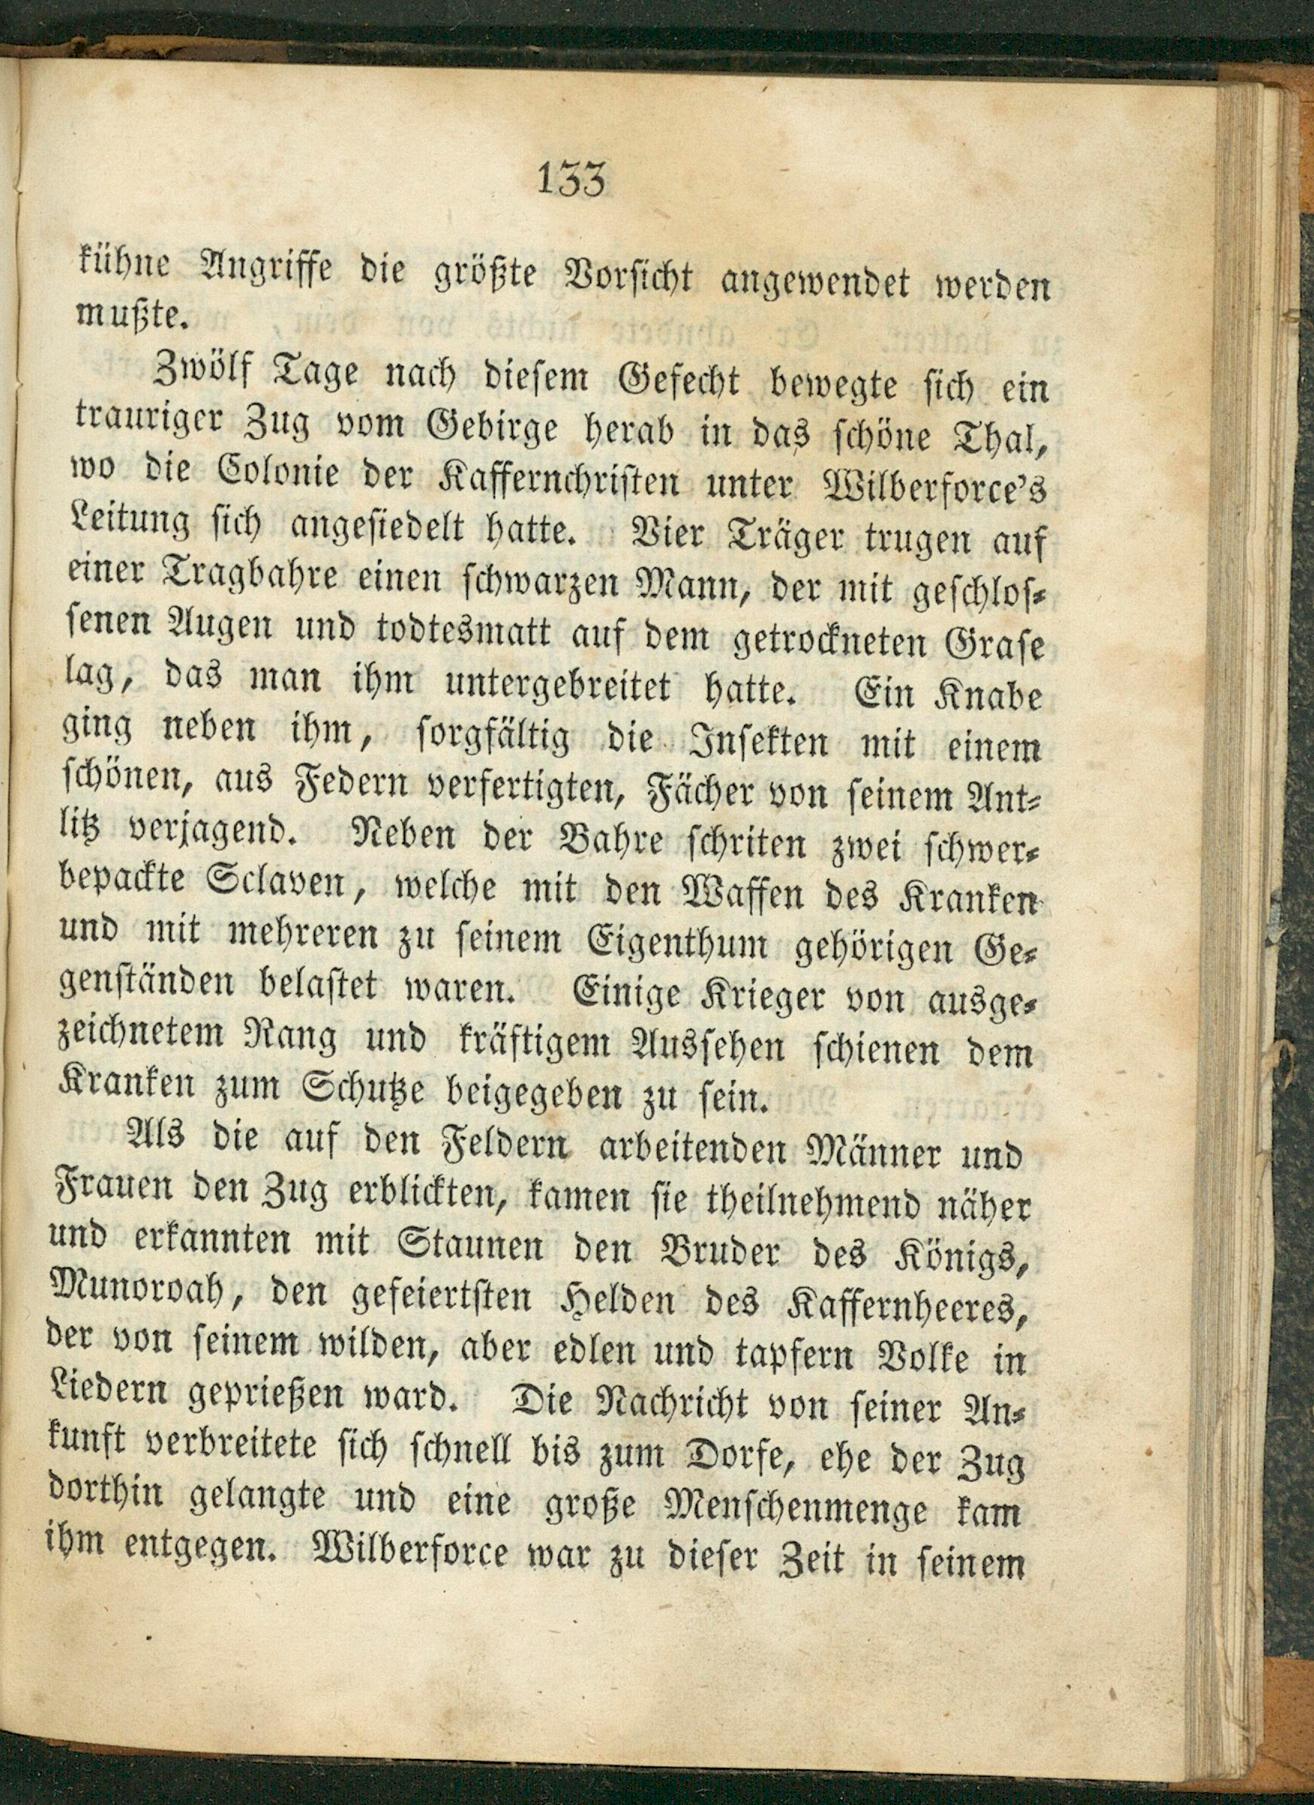 133
kühne Angriffe die größte Vorsicht angewendet werden
mußte.
Zwölf Tage nach diesem Gefecht bewegte sich ein
trauriger Zug vom Gebirge herab in das schöne Thal,
wo die Colonie der Kaffernchristen unter Wilberforce's
Leitung sich angesiedelt hatte. Vier Träger trugen auf
einer Tragbahre einen schwarzen Mann, der mit geschlos-
senen Augen und todtesmatt auf dem getrockneten Grase
lag, das man ihm untergebreitet hatte. Ein Knabe
ging neben ihm, sorgfältig die Insekten mit einem
schönen, aus Federn verfertigten, Fächer von seinem Ant-
litz verjagend. Neben der Bahre schriten zwei schwer-
bepackte Sclaven, welche mit den Waffen des Kranken
und mit mehreren zu seinem Eigenthum gehörigen Ge-
genständen belastet waren. Einige Krieger von ausge-
zeichnetem Rang und kräftigem Aussehen schienen dem
Kranken zum Schutze beigegeben zu sein.
Als die auf den Feldern arbeitenden Männer und
Frauen den Zug erblickten, kamen sie theilnehmend näher
und erkannten mit Staunen den Bruder des Königs,
Munoroah, den gefeiertsten Helden des Kaffernheeres,
der von seinem wilden, aber edlen und tapfern Volke in
Liedern geprießen ward. Die Nachricht von seiner An-
kunft verbreitete sich schnell bis zum Dorfe, ehe der Zug
dorthin gelangte und eine große Menschenmenge kam
ihm entgegen. Wilberforce war zu dieser Zeit in seinem